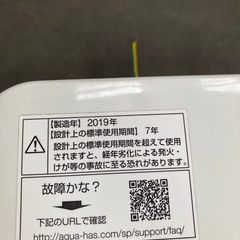 【製造年】2019年
【設計上の標準使用期間】7年
【設計上の標準使用期間】を超えて使用
されますと、経年劣化による発火・
けが等の事故に至る恐れがあります。
故障かな？
下記のURLで確認
http://aqua-has.com/sp/support/faq/